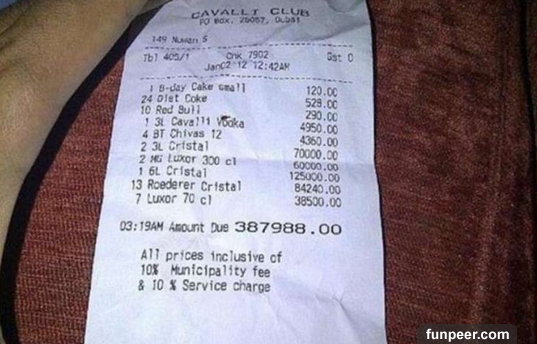 CAVALLI CLUB
PO BOX. 26057, DUBAI
149 Nuwan S
Tbl 405/1 Chk 7902 Gst 0
Jan02'12 12:42AM
1 B-day Cake small 120.00
24 Diet Coke 528.00
10 Red Bull 290.00
1 3L Cavalli Vodka 4950.00
4 BT Chivas 12 4360.00
2 3L Cristal 70000.00
2 MG Luxor 300 cl 60000.00
1 6L Cristal 125000.00
13 Roederer Cristal 84240.00
7 Luxor 70 cl 38500.00
03:19AM Amount Due 387988.00
All prices inclusive of
10% Municipality fee
& 10 % Service charge
funpeer.com